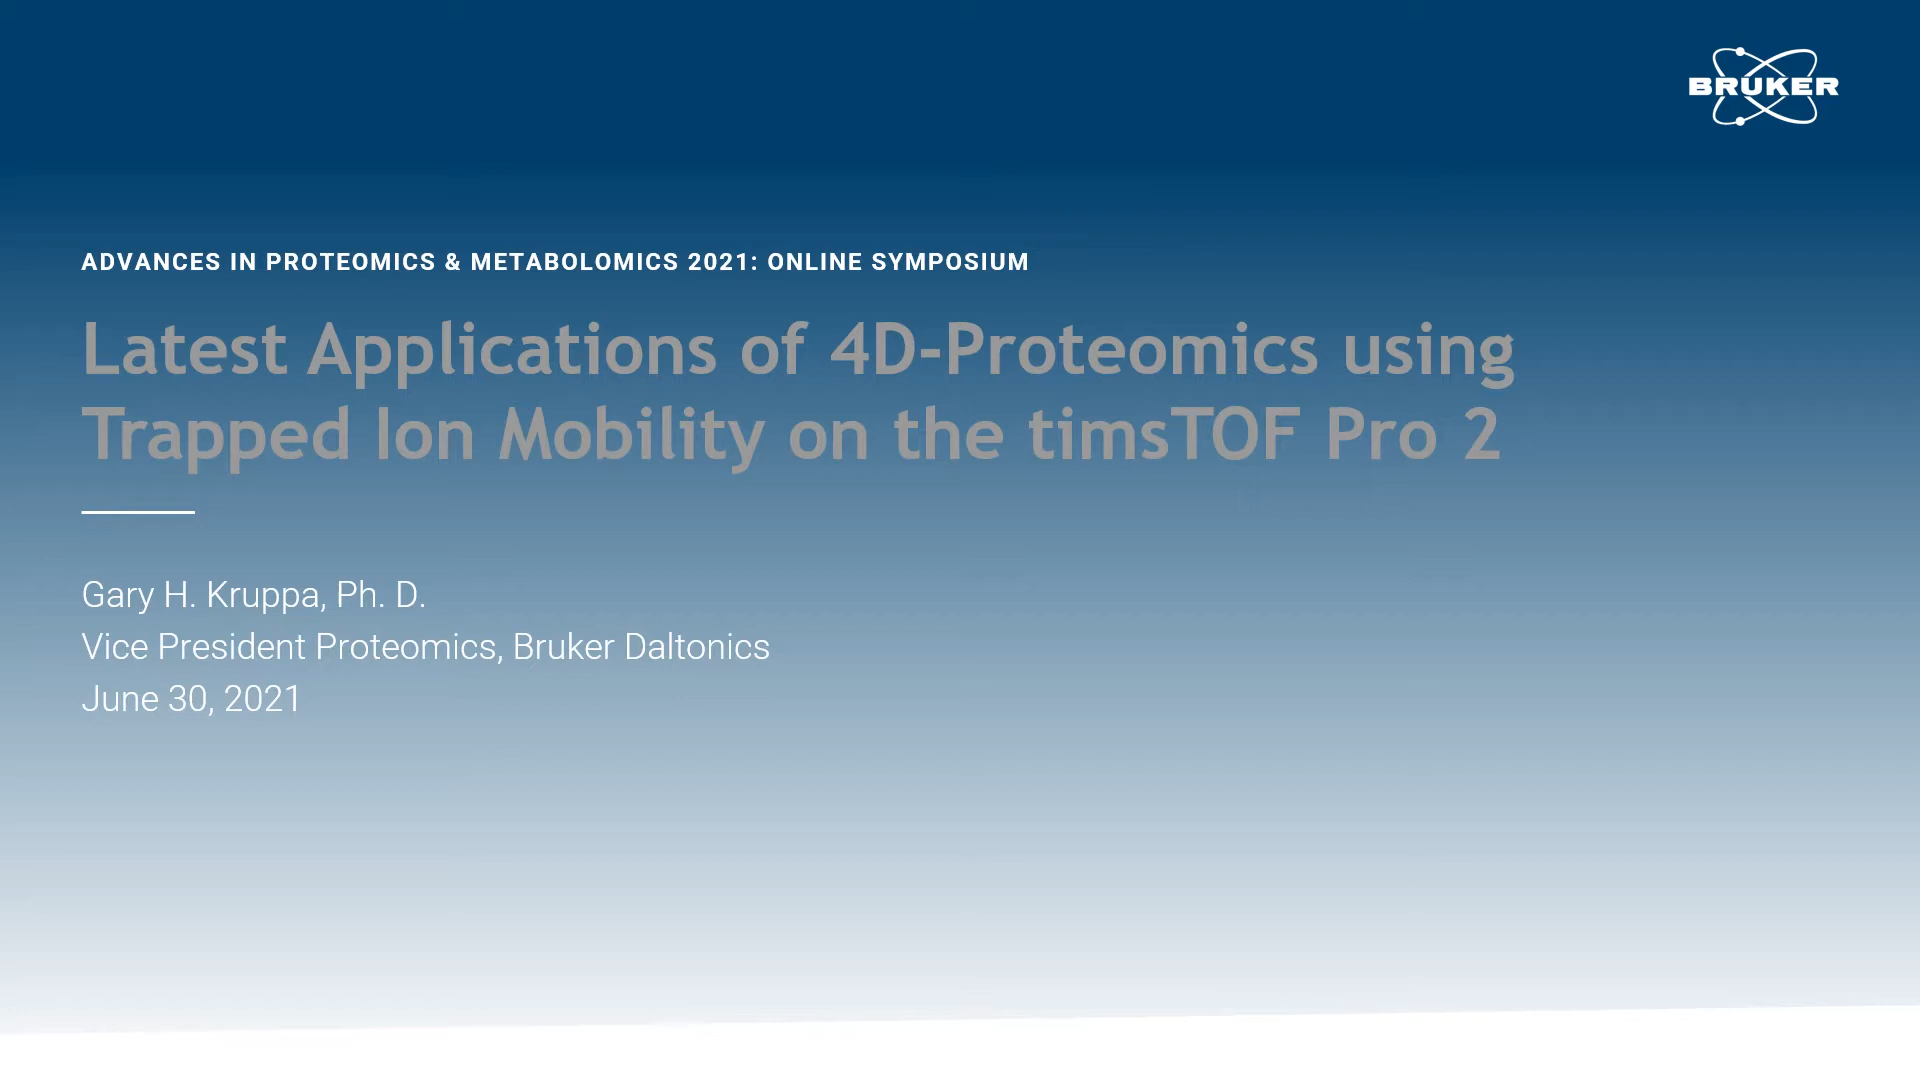 BRUKER
ADVANCES IN PROTEOMICS & METABOLOMICS 2021: ONLINE SYMPOSIUM
Latest Applications of 4D-Proteomics using
Trapped Ion Mobility on the timsTOF Pro 2
Gary H. Kruppa, Ph. D.
Vice President Proteomics, Bruker Daltonics
June 30, 2021